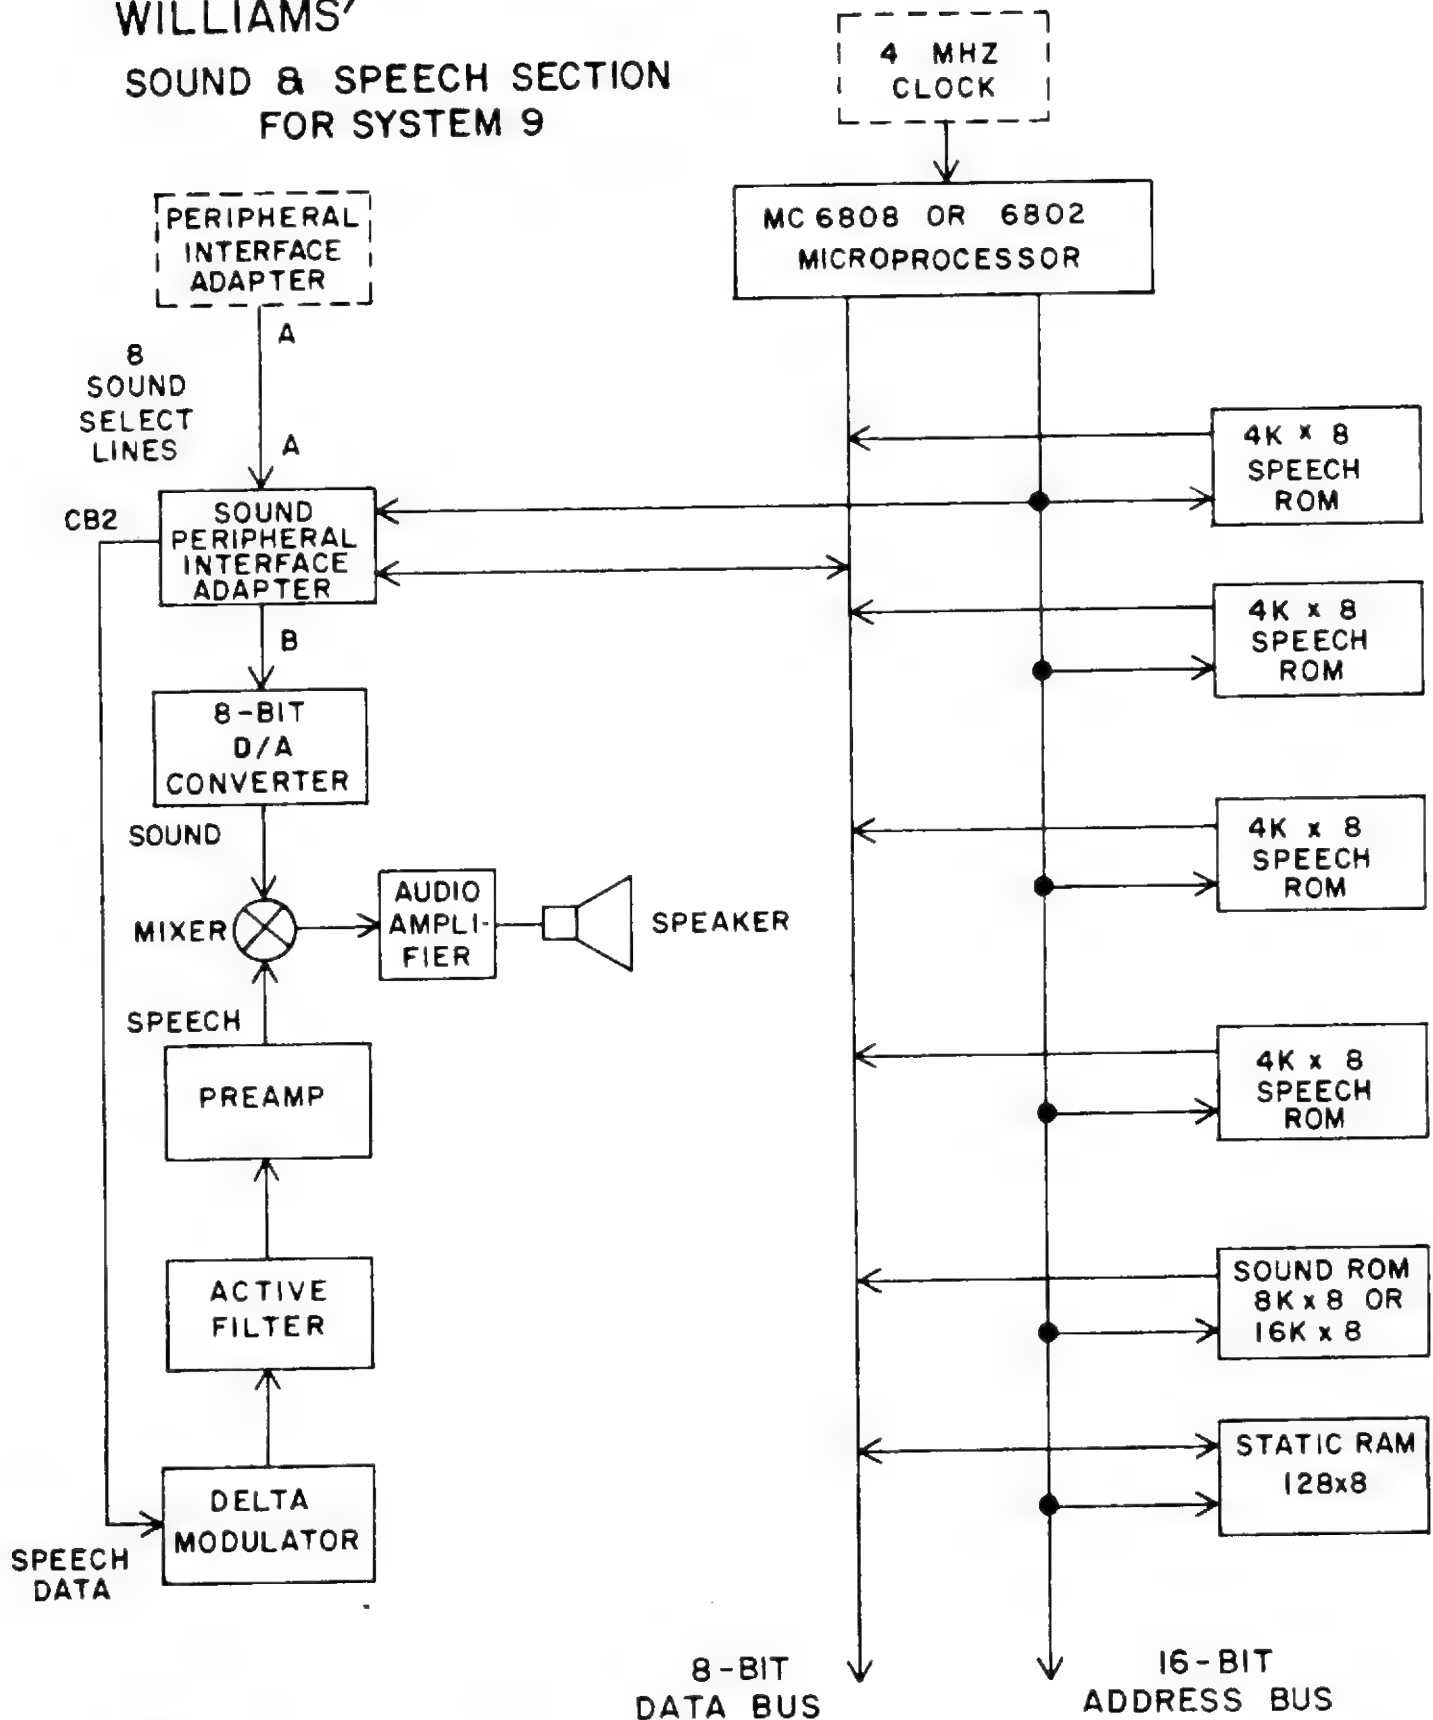 WILLIAMS'
SOUND & SPEECH SECTION
FOR SYSTEM 9
4 MHZ
CLOCK
MC 6808 OR 6802
MICROPROCESSOR
PERIPHERAL
INTERFACE
ADAPTER
A
8
SOUND
SELECT
LINES
A
CB2
SOUND
PERIPHERAL
INTERFACE
ADAPTER
B
8-BIT
D/A
CONVERTER
SOUND
MIXER
AUDIO
AMPLI-
FIER
SPEAKER
SPEECH
PREAMP
ACTIVE
FILTER
DELTA
MODULATOR
SPEECH
DATA
4K x 8
SPEECH
ROM
4K x 8
SPEECH
ROM
4K x 8
SPEECH
ROM
4K x 8
SPEECH
ROM
SOUND ROM
8K x 8 OR
16K x 8
STATIC RAM
128x8
8-BIT
DATA BUS
16-BIT
ADDRESS BUS